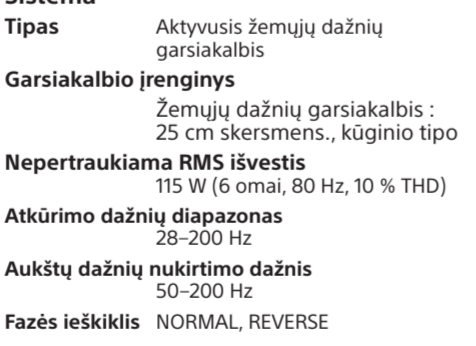 Sistema
Tipas Aktyvusis žemųjų dažnių
garsiakalbis
Garsiakalbio įrenginys
Žemųjų dažnių garsiakalbis :
25 cm skersmens., kūginio tipo
Nepertraukiama RMS išvestis
115 W (6 omai, 80 Hz, 10 % THD)
Atkūrimo dažnių diapazonas
28–200 Hz
Aukštų dažnių nukirtimo dažnis
50–200 Hz
Fazės ieškiklis NORMAL, REVERSE